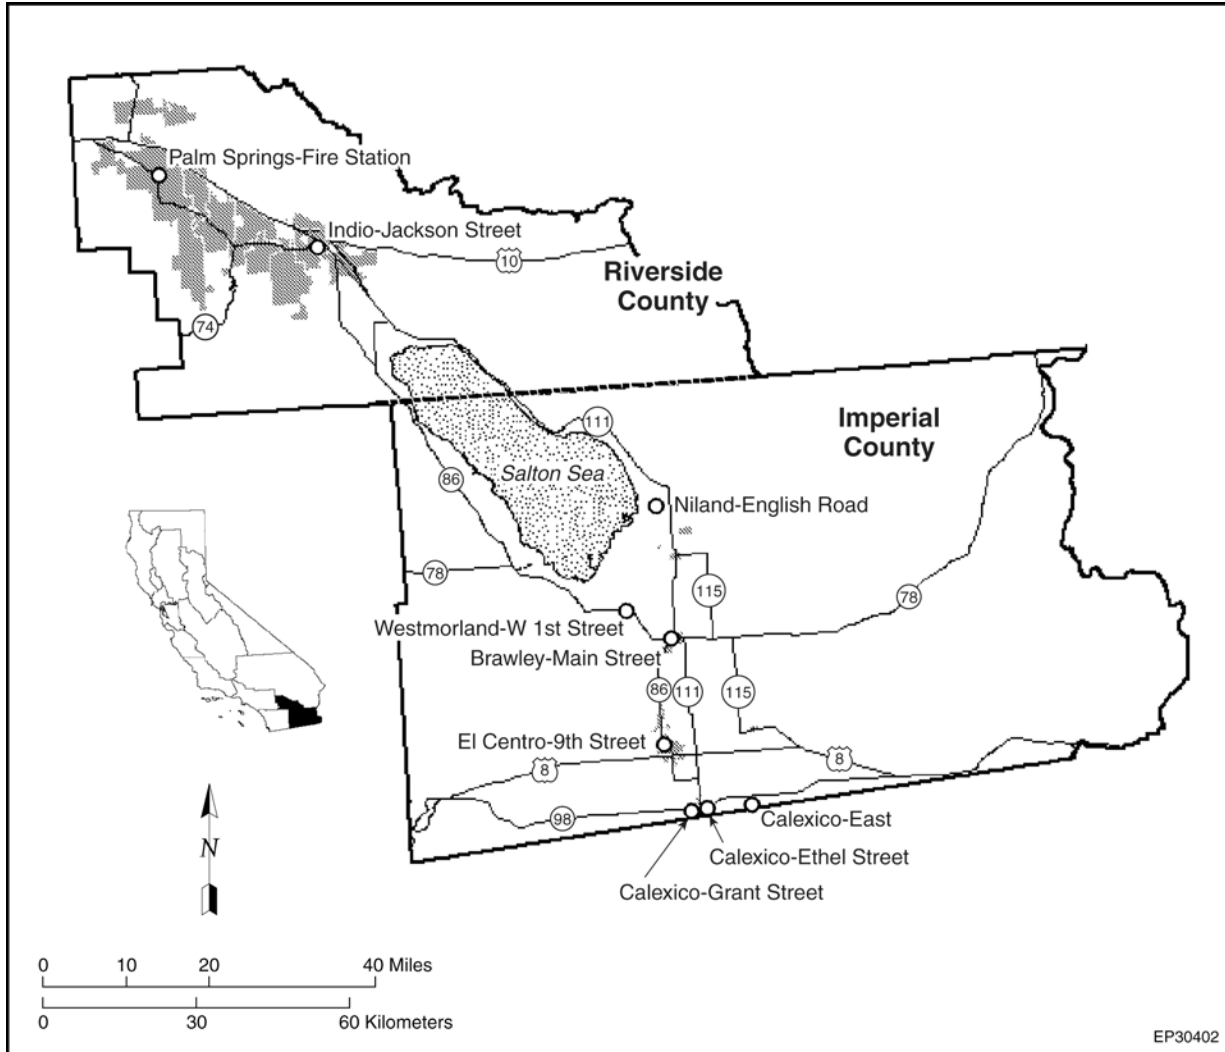 Palm Springs-Fire Station
Indio-Jackson Street
10
Riverside
County
74
111
Imperial
County
Salton Sea
86
Niland-English Road
78
115
78
Westmorland-W 1st Street
Brawley-Main Street
86
111
115
El Centro-9th Street
8
8
98
Calexico-East
Calexico-Ethel Street
Calexico-Grant Street
N
0 10 20 40 Miles
0 30 60 Kilometers
EP30402